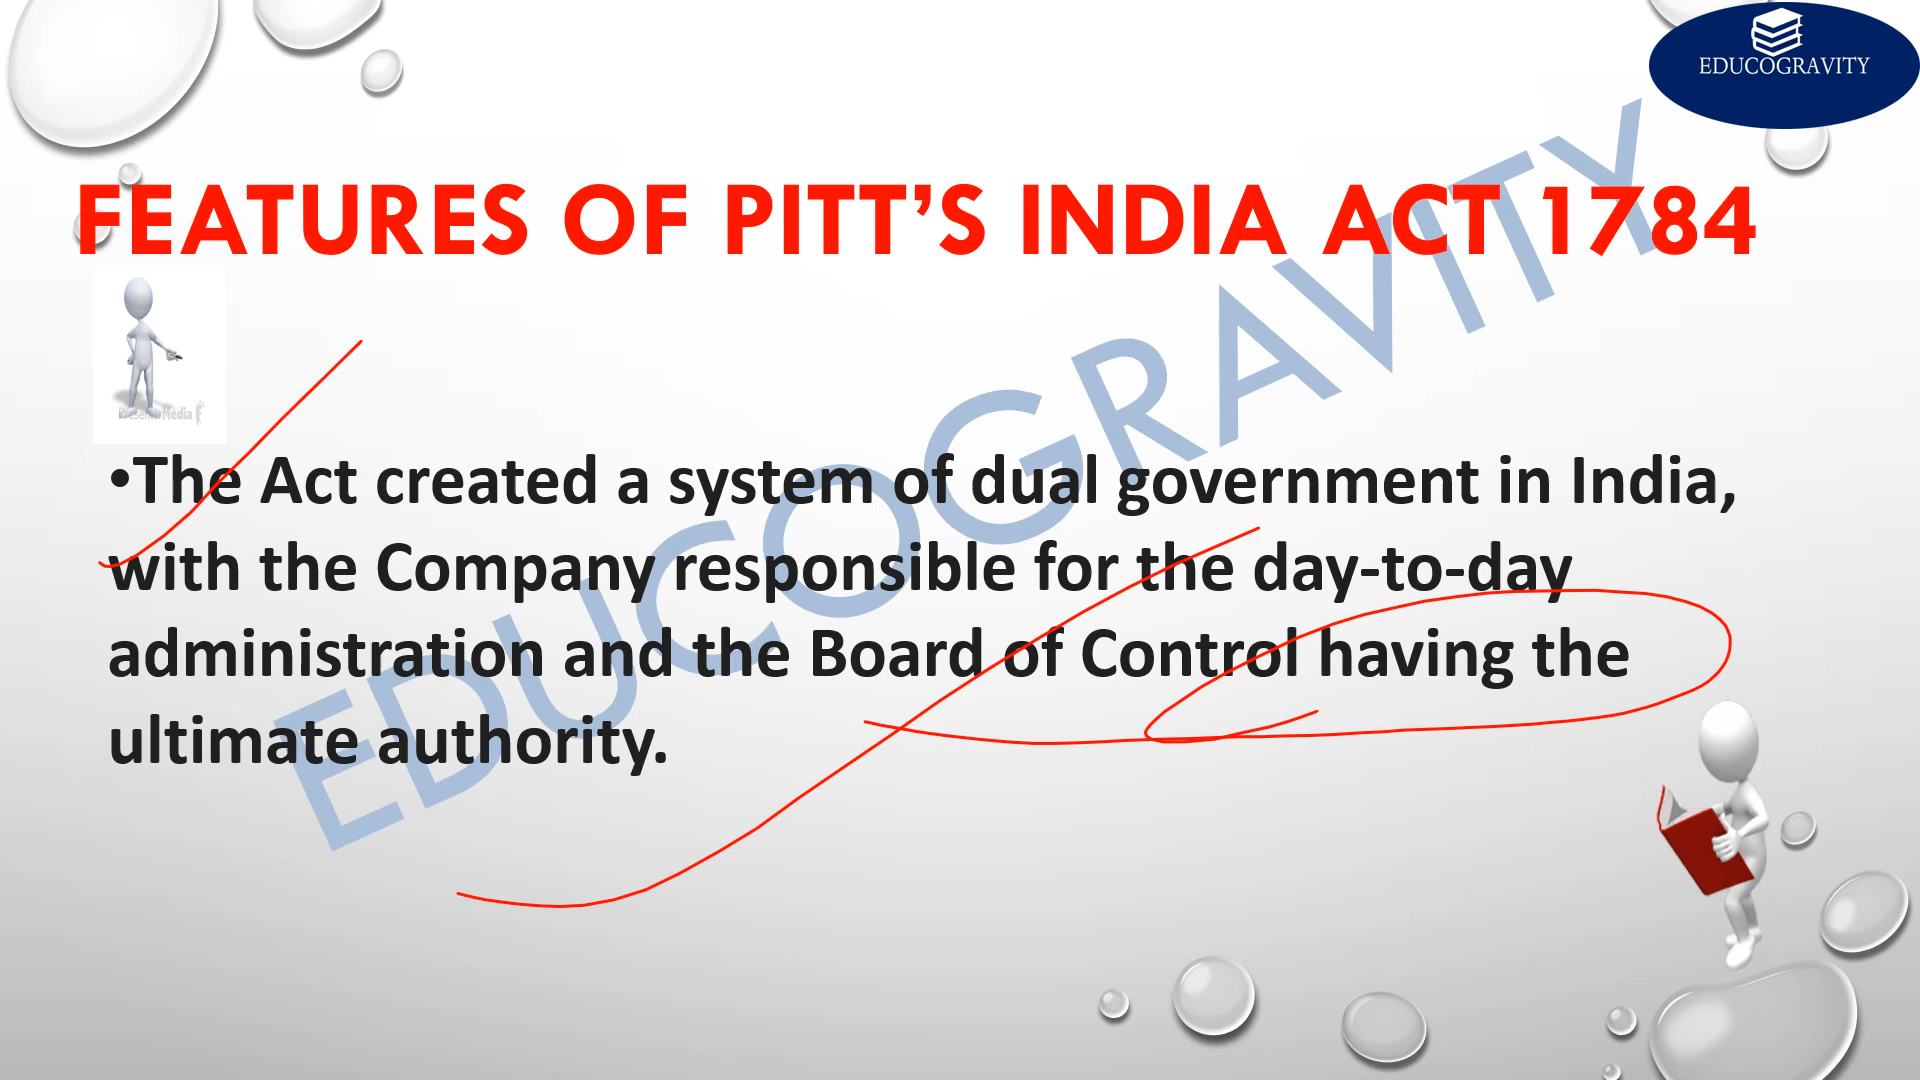 EDUCOGRAVITY
FEATURES OF PITT’S INDIA ACT 1784
PresenterMedia
•The Act created a system of dual government in India,
with the Company responsible for the day-to-day
administration and the Board of Control having the
ultimate authority.
EDUCOGRAVITY